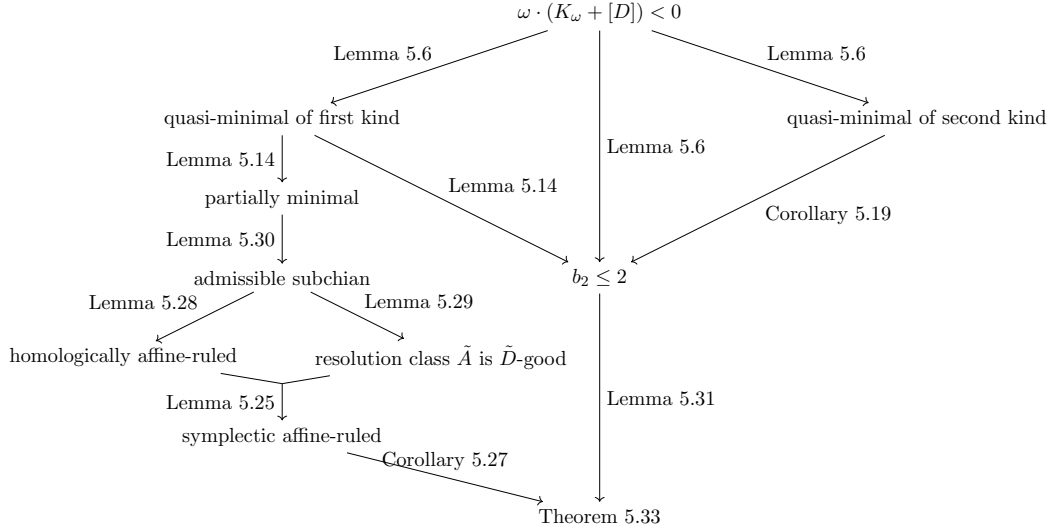 ω · (K_ω + [D]) < 0
Lemma 5.6
Lemma 5.6
quasi-minimal of first kind
quasi-minimal of second kind
Lemma 5.6
Lemma 5.14
Lemma 5.14
partially minimal
Corollary 5.19
Lemma 5.30
admissible subchian
b₂ ≤ 2
Lemma 5.28
Lemma 5.29
homologically affine-ruled
resolution class Ã is D̃-good
Lemma 5.31
Lemma 5.25
symplectic affine-ruled
Corollary 5.27
Theorem 5.33